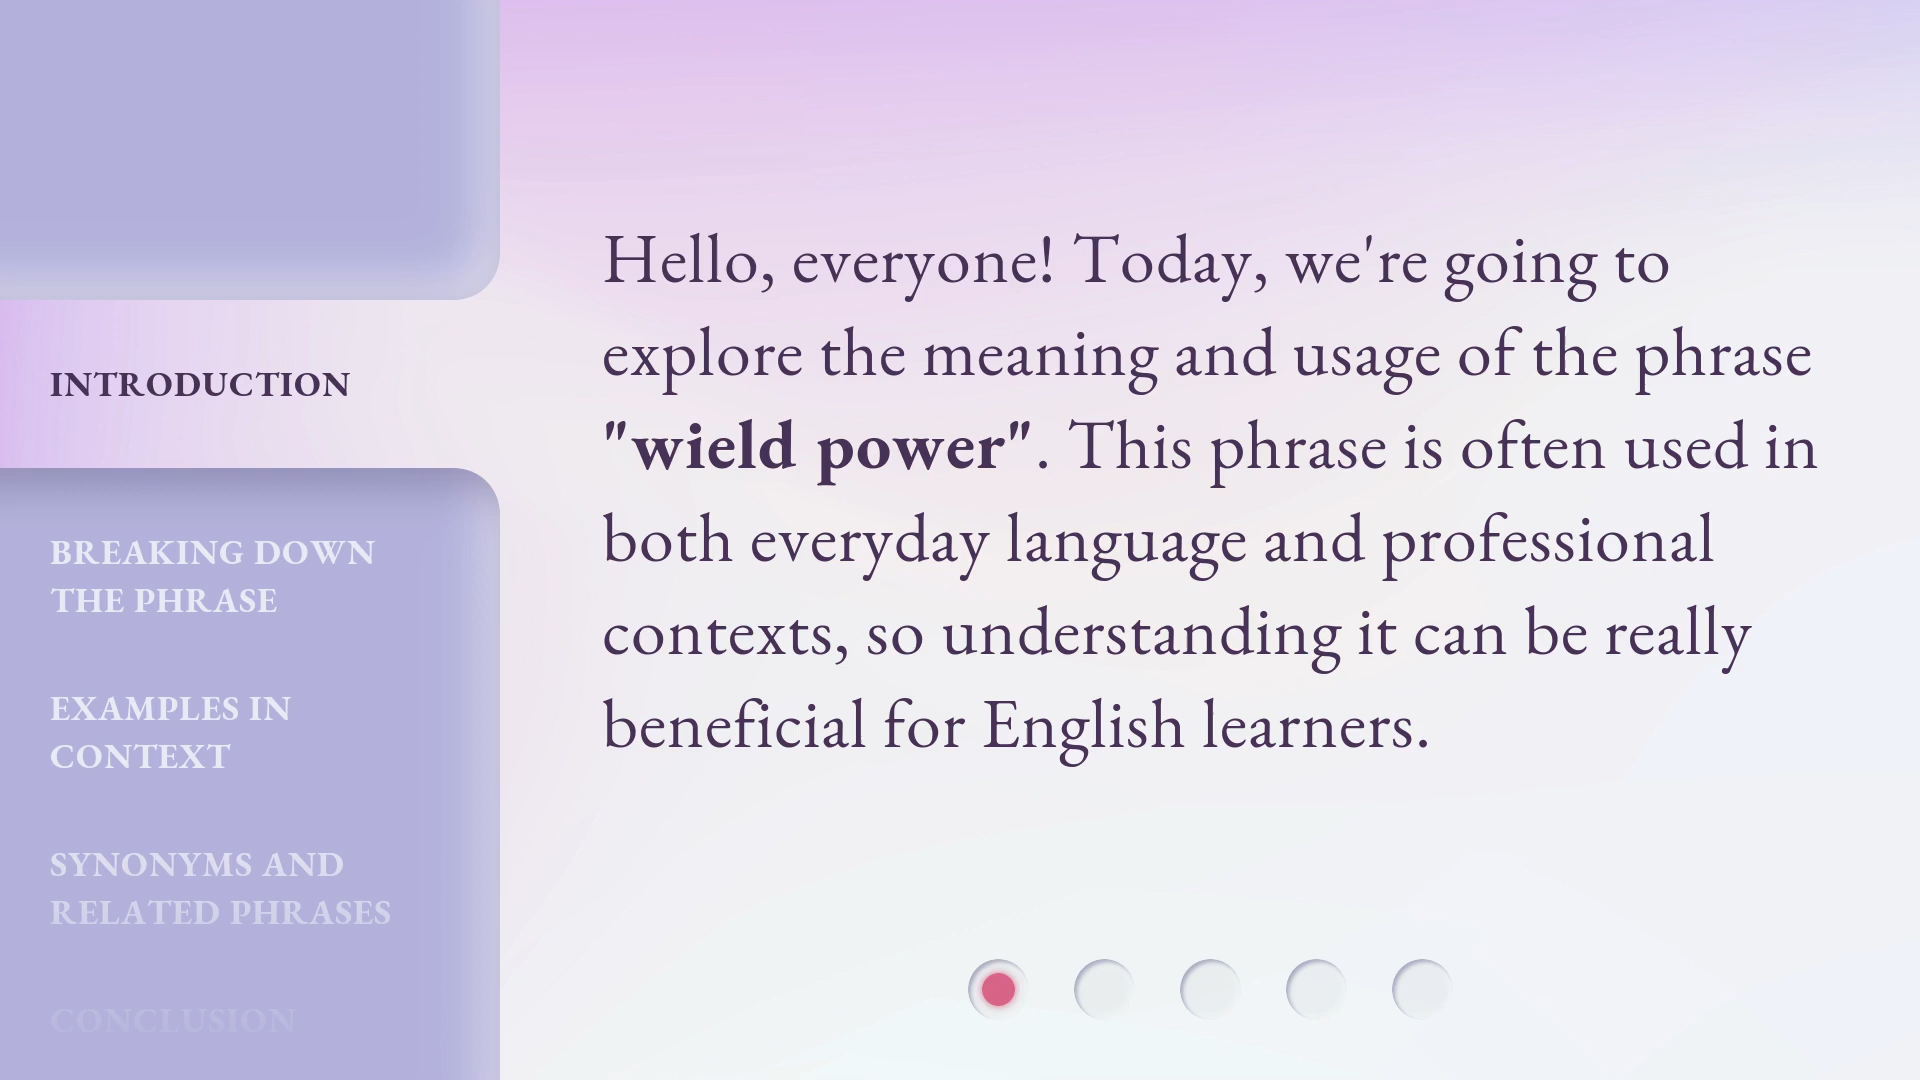 INTRODUCTION
BREAKING DOWN
THE PHRASE
EXAMPLES IN
CONTEXT
SYNONYMS AND
RELATED PHRASES
CONCLUSION
Hello, everyone! Today, we're going to
explore the meaning and usage of the phrase
"wield power". This phrase is often used in
both everyday language and professional
contexts, so understanding it can be really
beneficial for English learners.